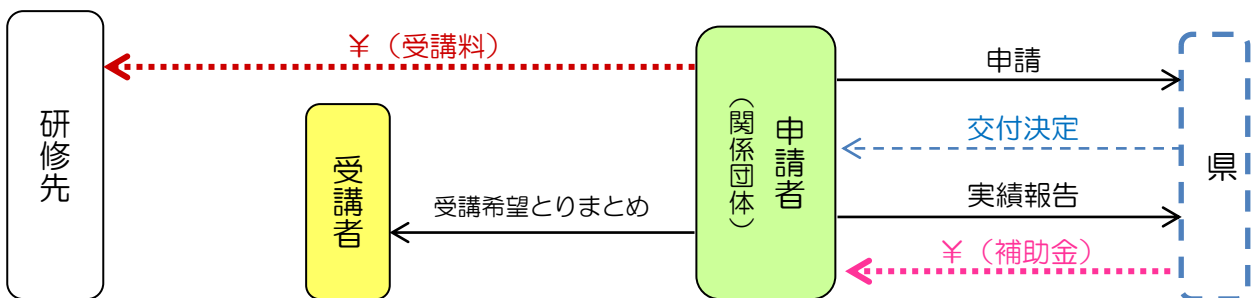 研修先
¥（受講料）
受講者
受講希望とりまとめ
申請者
（関係団体）
申請
交付決定
実績報告
¥（補助金）
県